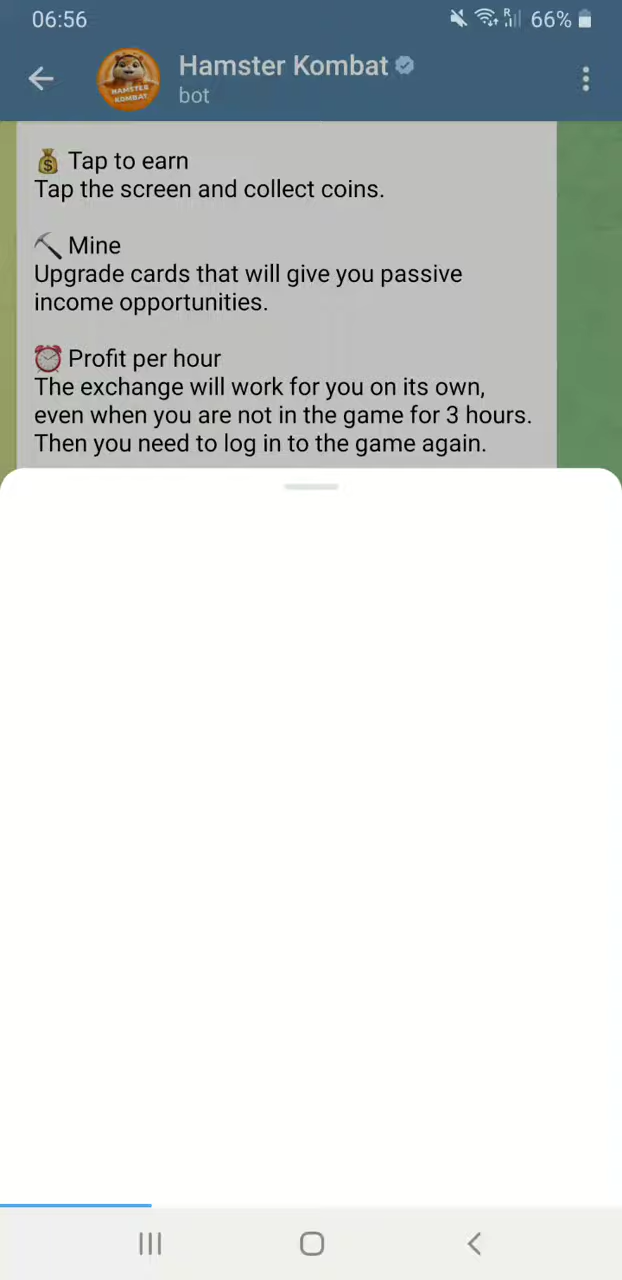 06:56
R
66%
Hamster Kombat
bot
HAMSTER
KOMBAT
💰 Tap to earn
Tap the screen and collect coins.
⛏ Mine
Upgrade cards that will give you passive
income opportunities.
⏰ Profit per hour
The exchange will work for you on its own,
even when you are not in the game for 3 hours.
Then you need to log in to the game again.